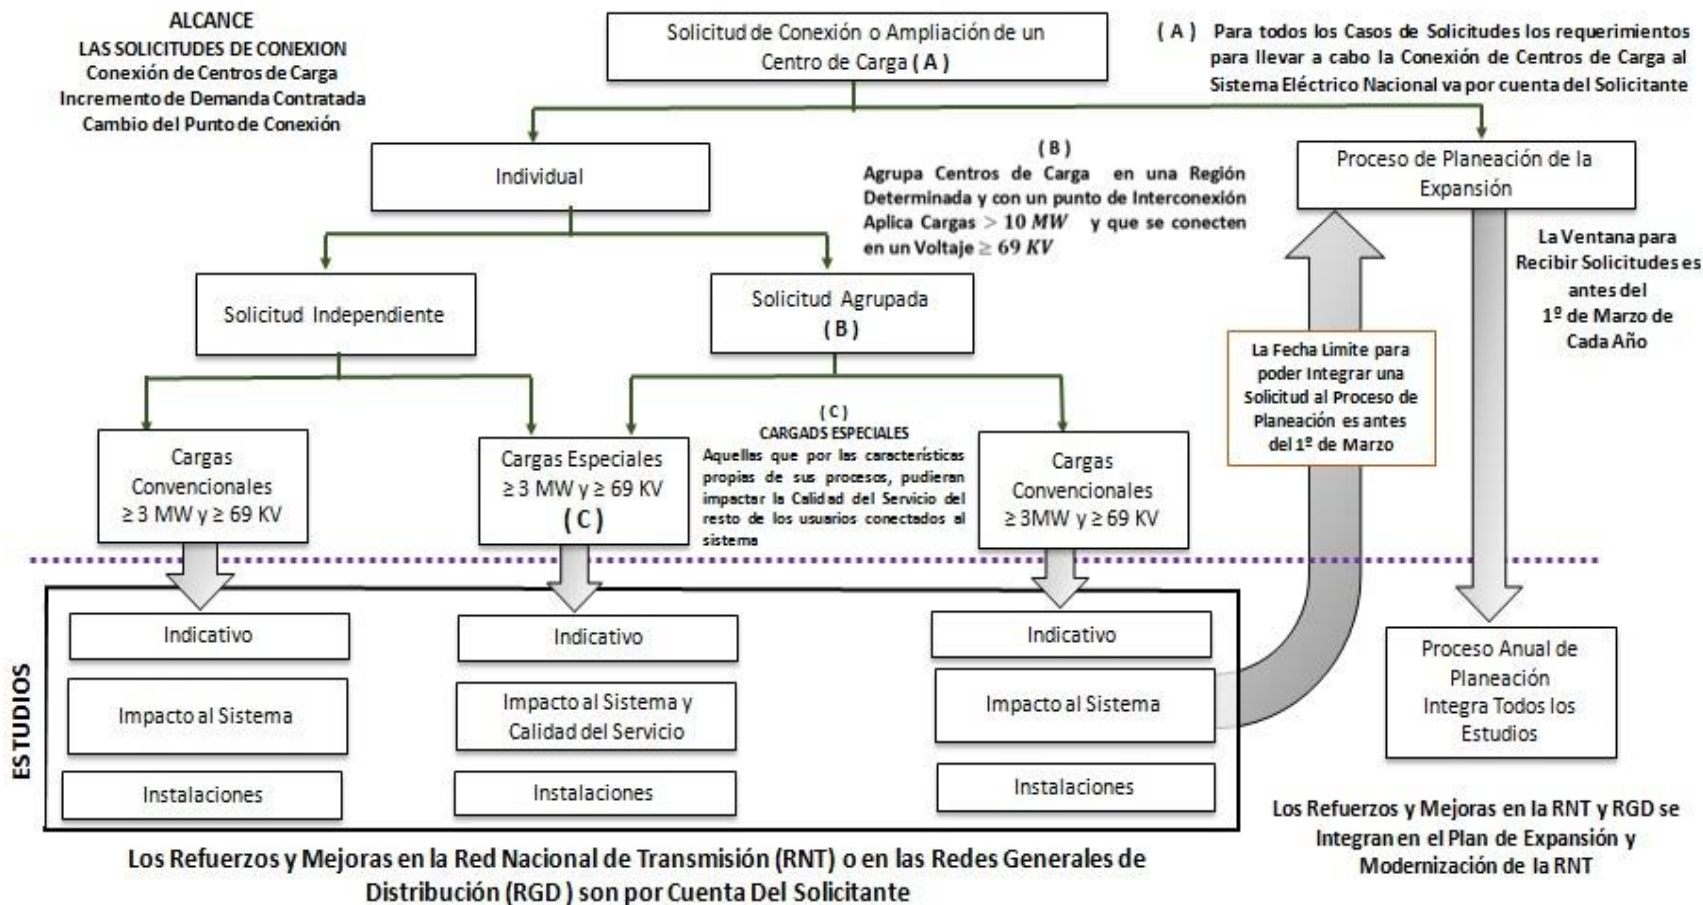 ALCANCE
LAS SOLICITUDES DE CONEXION
Conexión de Centros de Carga
Incremento de Demanda Contratada
Cambio del Punto de Conexión
Solicitud de Conexión o Ampliación de un
Centro de Carga ( A )
( A ) Para todos los Casos de Solicitudes los requerimientos
para llevar a cabo la Conexión de Centros de Carga al
Sistema Eléctrico Nacional va por cuenta del Solicitante
Individual
( B )
Agrupa Centros de Carga en una Región
Determinada y con un punto de Interconexión
Aplica Cargas > 10 MW y que se conecten
en un Voltaje ≥ 69 KV
Proceso de Planeación de la
Expansión
La Ventana para
Recibir Solicitudes es
antes del
1º de Marzo de
Cada Año
Solicitud Independiente
Solicitud Agrupada
( B )
La Fecha Limite para
poder Integrar una
Solicitud al Proceso de
Planeación es antes
del 1º de Marzo
Cargas
Convencionales
≥ 3 MW y ≥ 69 KV
Cargas Especiales
≥ 3 MW y ≥ 69 KV
( C )
( C )
CARGADS ESPECIALES
Aquellas que por las características
propias de sus procesos, pudieran
impactar la Calidad del Servicio del
resto de los usuarios conectados al
sistema
Cargas
Convencionales
≥ 3MW y ≥ 69 KV
ESTUDIOS
Indicativo
Impacto al Sistema
Instalaciones
Indicativo
Impacto al Sistema y
Calidad del Servicio
Instalaciones
Indicativo
Impacto al Sistema
Instalaciones
Proceso Anual de
Planeación
Integra Todos los
Estudios
Los Refuerzos y Mejoras en la Red Nacional de Transmisión (RNT) o en las Redes Generales de
Distribución (RGD ) son por Cuenta Del Solicitante
Los Refuerzos y Mejoras en la RNT y RGD se
Integran en el Plan de Expansión y
Modernización de la RNT